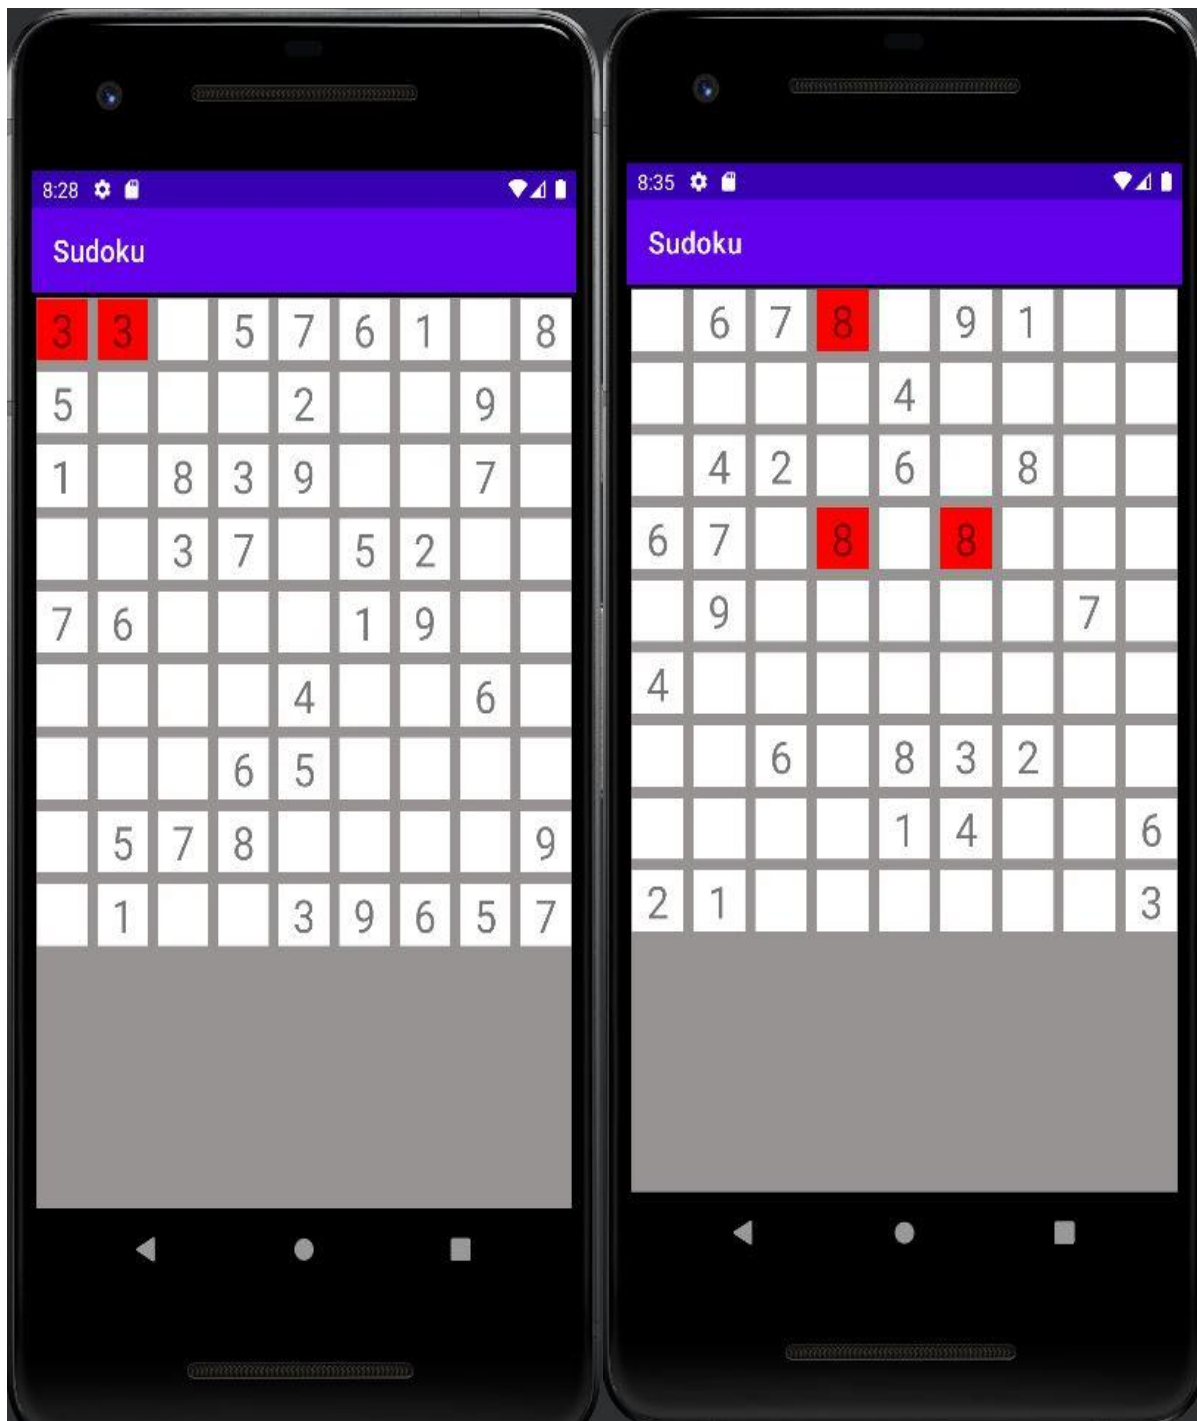 8:28
Sudoku
3 3 5 7 6 1 8
5 2 9
1 8 3 9 7
3 7 5 2
7 6 1 9
4 6
6 5
5 7 8 9
1 3 9 6 5 7
8:35
Sudoku
6 7 8 9 1
4
4 2 6 8
6 7 8 8
9 7
4
6 8 3 2
1 4 6
2 1 3